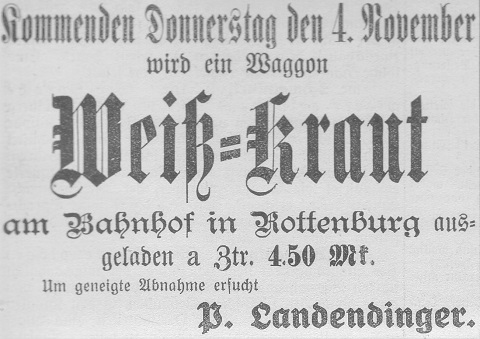 Kommenden Donnerstag den 4. November
wird ein Waggon
Weiß=Kraut
am Bahnhof in Rottenburg aus-
geladen a Ztr. 4.50 Mk.
Um geneigte Abnahme ersucht
P. Landendinger.